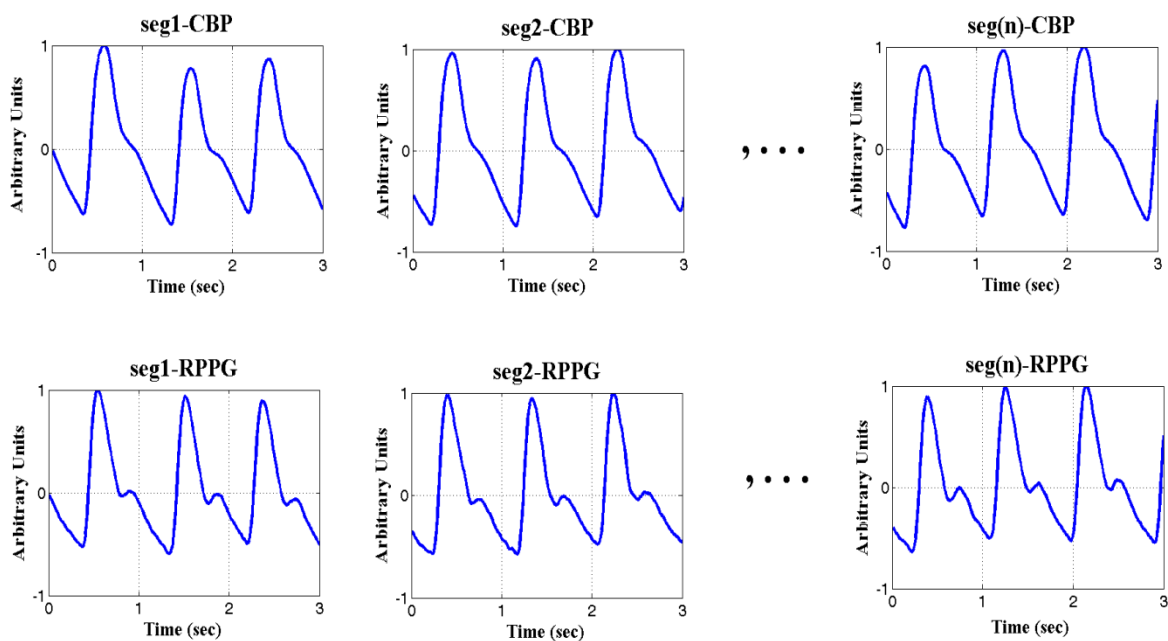 seg1-CBP
Arbitrary Units
1
0
-1
0
1
2
3
Time (sec)
seg2-CBP
Arbitrary Units
1
0
-1
0
1
2
3
Time (sec)
, . . . .
seg(n)-CBP
Arbitrary Units
1
0
-1
0
1
2
3
Time (sec)
seg1-RPPG
Arbitrary Units
1
0
-1
0
1
2
3
Time (sec)
seg2-RPPG
Arbitrary Units
1
0
-1
0
1
2
3
Time (sec)
, . . . .
seg(n)-RPPG
Arbitrary Units
1
0
-1
0
1
2
3
Time (sec)